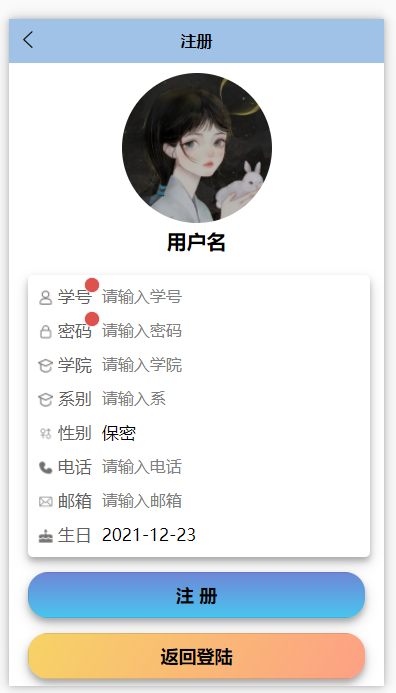 注册
用户名
学号 请输入学号
密码 请输入密码
学院 请输入学院
系别 请输入系
性别 保密
电话 请输入电话
邮箱 请输入邮箱
生日 2021-12-23
注 册
返回登陆